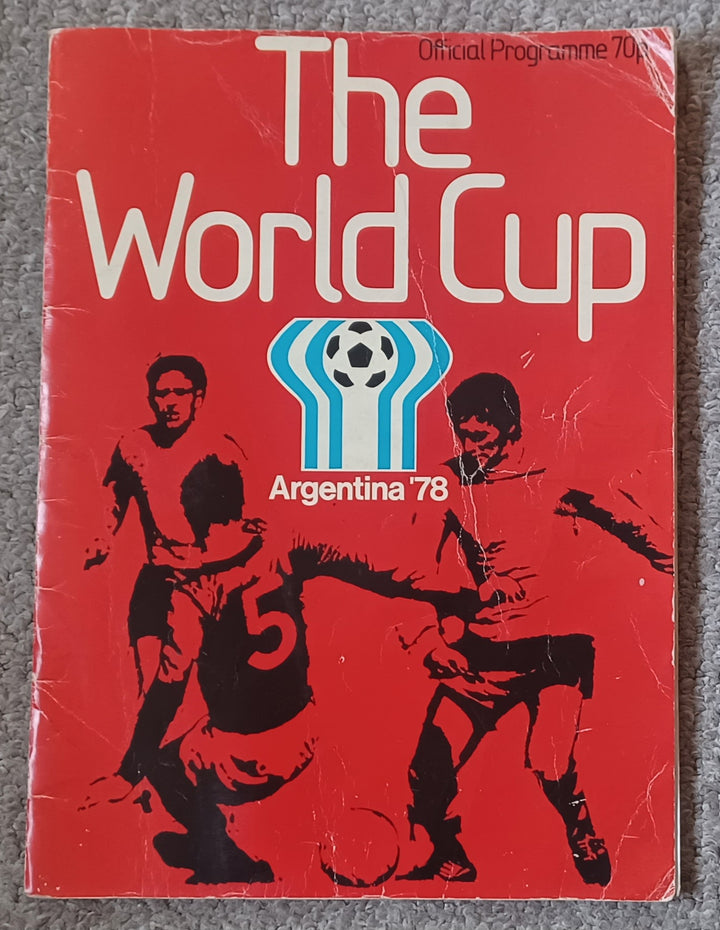 Official Programme 70p
The
World Cup
Argentina '78
5